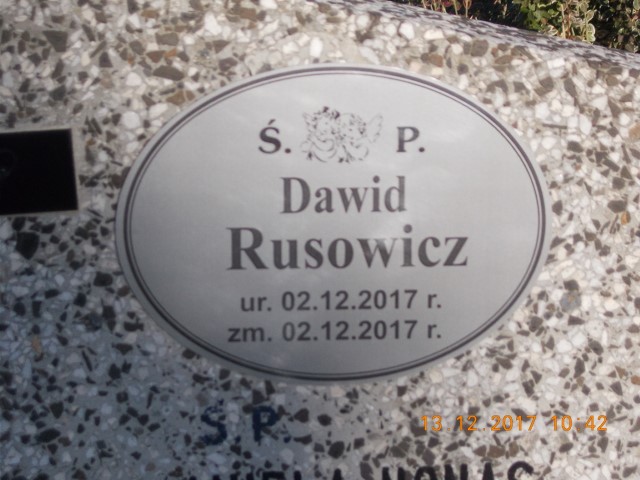 Ś. P.
Dawid
Rusowicz
ur. 02.12.2017 r.
zm. 02.12.2017 r.
Ś P.
13 12 2017 10:42